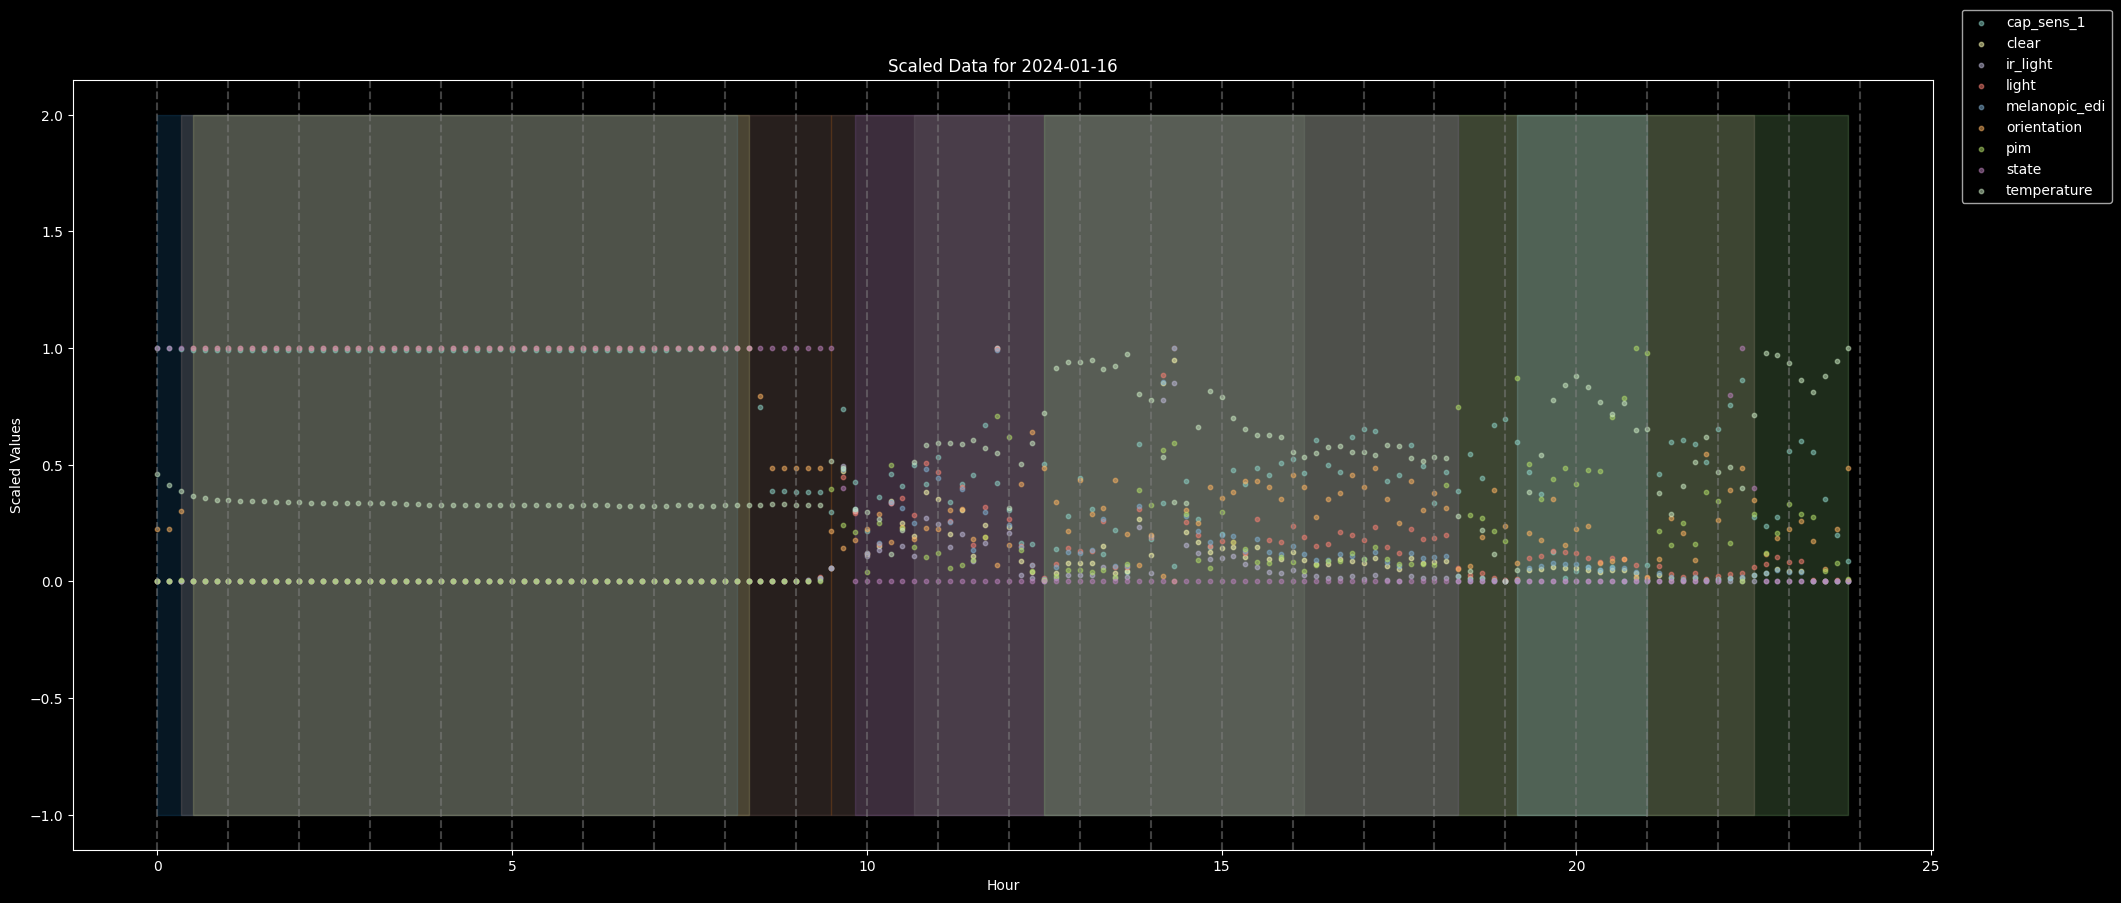 Scaled Data for 2024-01-16
cap_sens_1
clear
ir_light
light
melanopic_edi
orientation
pim
state
temperature
Scaled Values
2.0
1.5
1.0
0.5
0.0
−0.5
−1.0
0
5
10
15
20
25
Hour